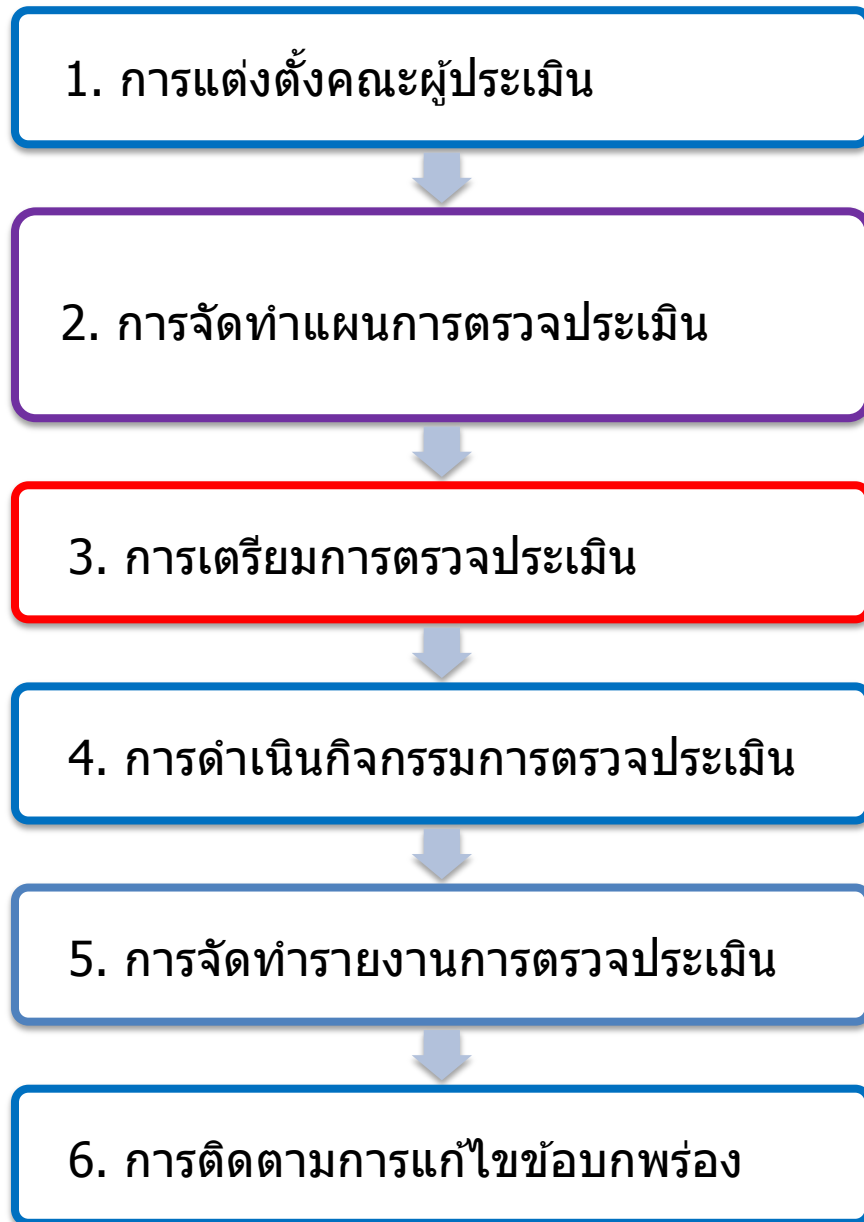 1. การแต่งตั้งคณะผู้ประเมิน
2. การจัดทำแผนการตรวจประเมิน
3. การเตรียมการตรวจประเมิน
4. การดำเนินกิจกรรมการตรวจประเมิน
5. การจัดทำรายงานการตรวจประเมิน
6. การติดตามการแก้ไขข้อบกพร่อง